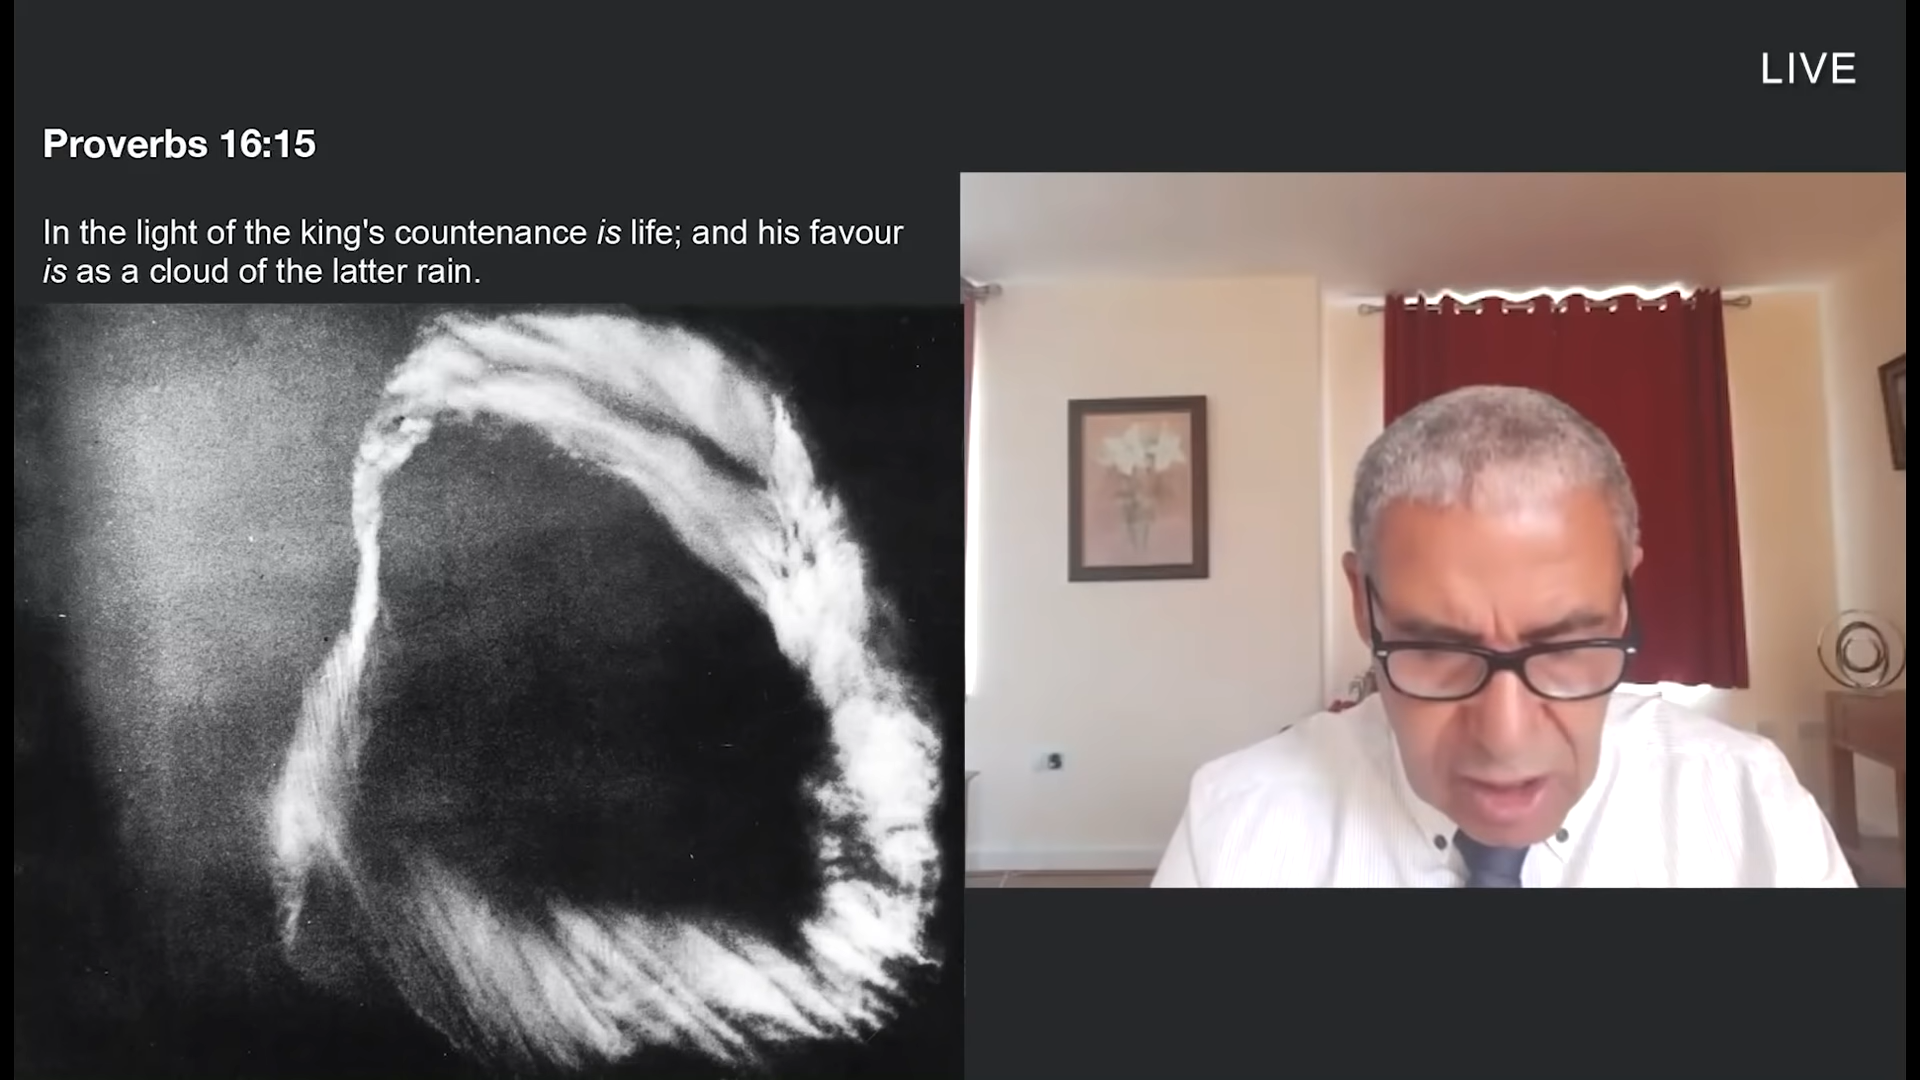 LIVE
Proverbs 16:15
In the light of the king's countenance is life; and his favour
is as a cloud of the latter rain.